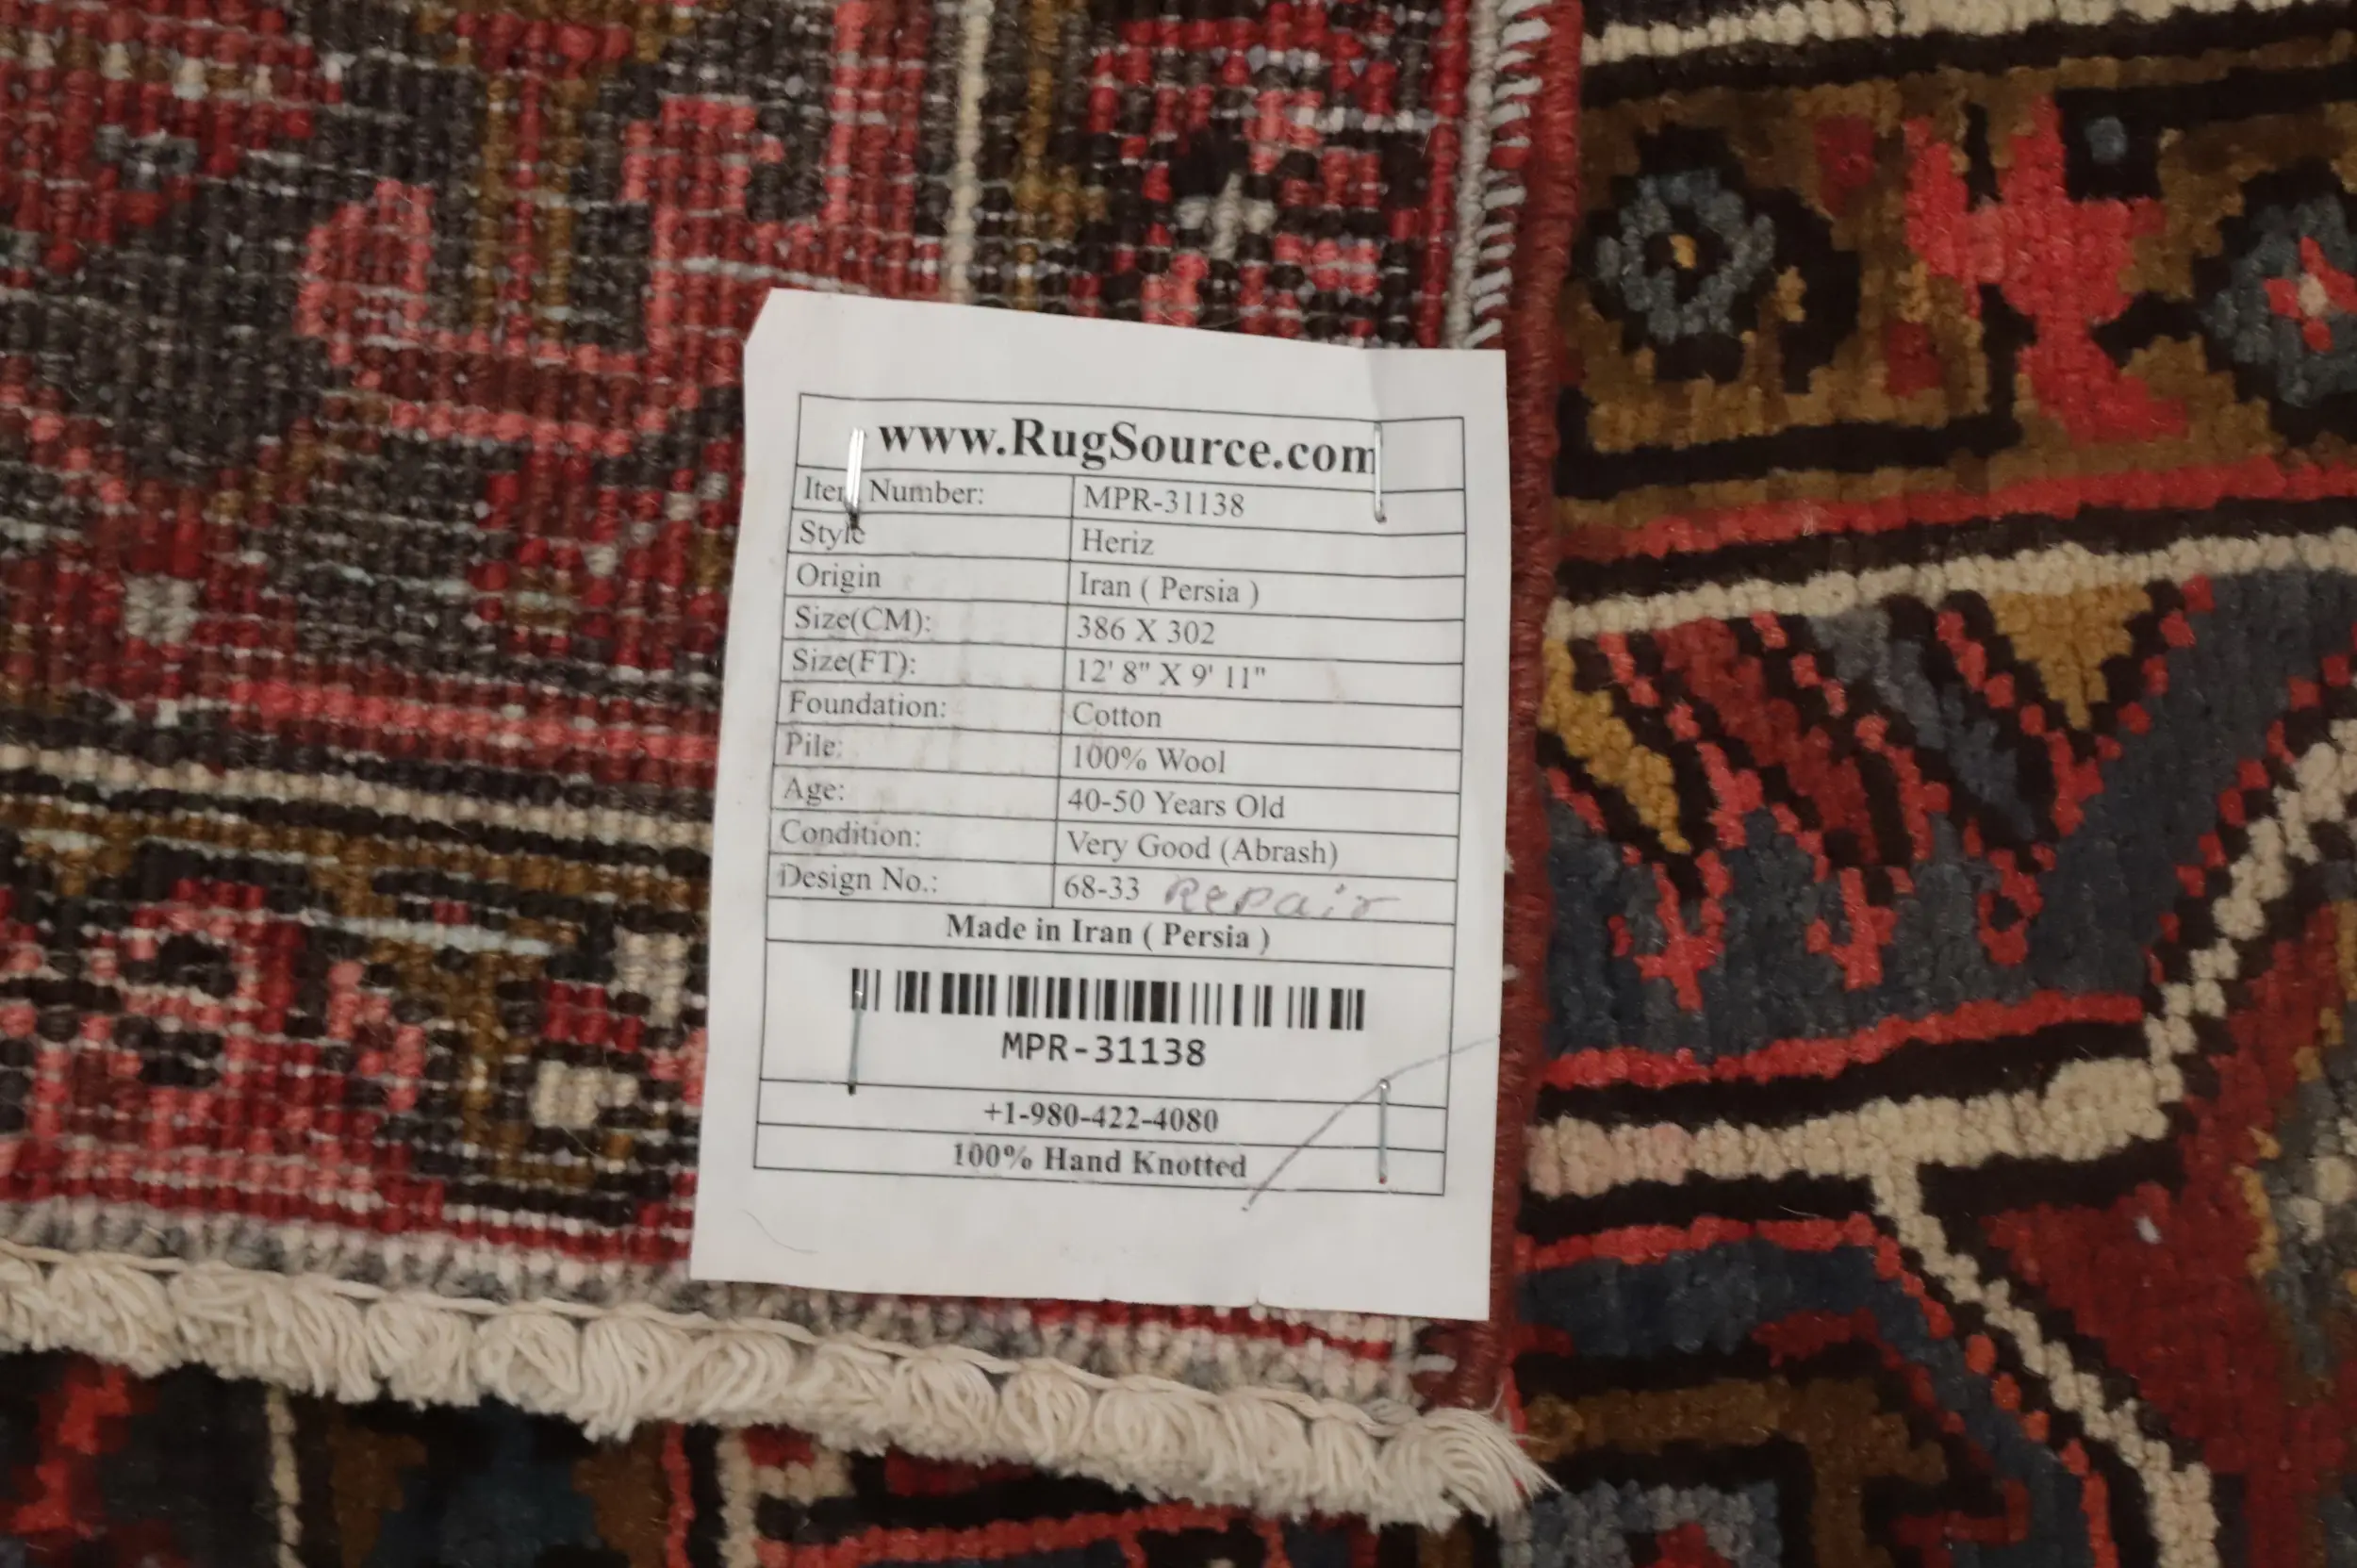 www.RugSource.com
Item Number: MPR-31138
Style Heriz
Origin Iran ( Persia )
Size(CM): 386 X 302
Size(FT): 12' 8" X 9' 11"
Foundation: Cotton
Pile: 100% Wool
Age: 40-50 Years Old
Condition: Very Good (Abrash)
Design No.: 68-33 Repair
Made in Iran ( Persia )
MPR-31138
+1-980-422-4080
100% Hand Knotted